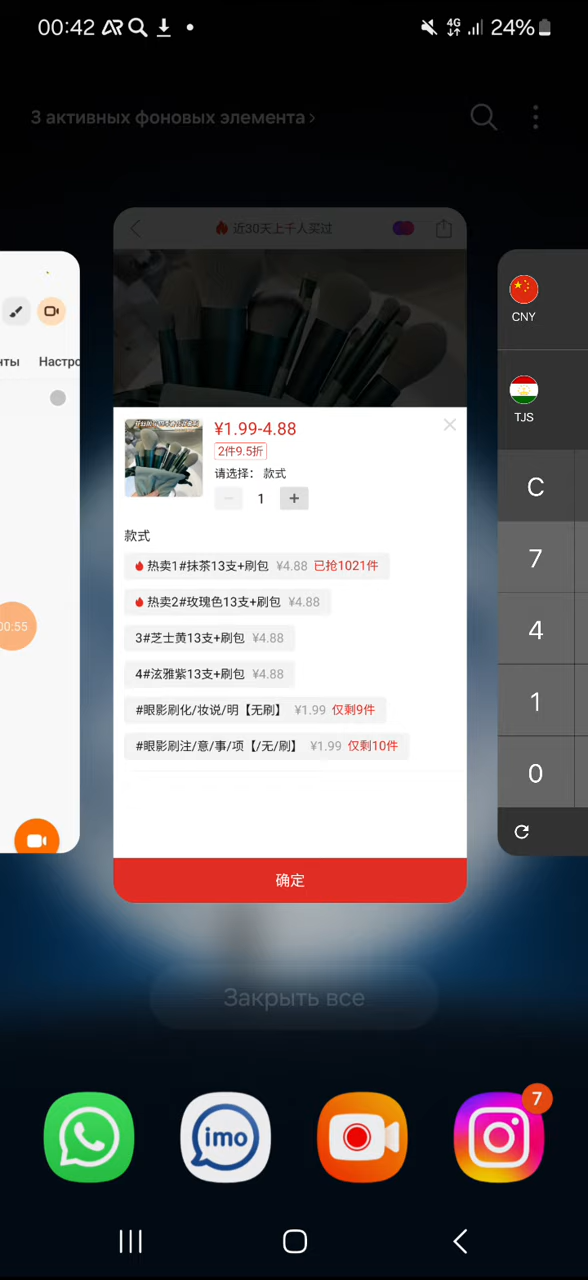 00:42
4G
24%
3 активных фоновых элемента
近30天上千人买过
нты
Настро
00:55
¥1.99-4.88
2件9.5折
请选择： 款式
1
款式
热卖1#抹茶13支+刷包 ¥4.88 已抢1021件
热卖2#玫瑰色13支+刷包 ¥4.88
3#芝士黄13支+刷包 ¥4.88
4#泫雅紫13支+刷包 ¥4.88
#眼影刷化/妆说/明【无刷】 ¥1.99 仅剩9件
#眼影刷注/意/事/项【/无/刷】 ¥1.99 仅剩10件
确定
CNY
TJS
C
7
4
1
0
Закрыть все
imo
7